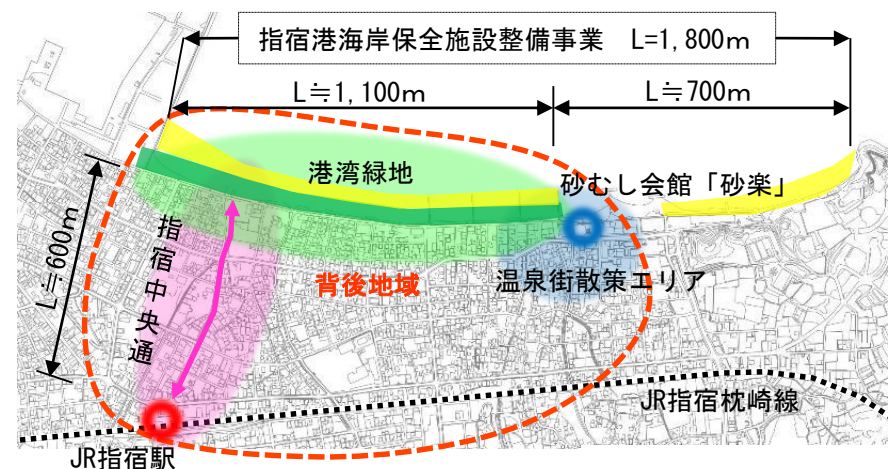 指宿港海岸保全施設整備事業 L=1,800m
L≒1,100m
L≒700m
港湾緑地
砂むし会館「砂楽」
L≒600m
指宿中央通
背後地域
温泉街散策エリア
JR指宿枕崎線
JR指宿駅